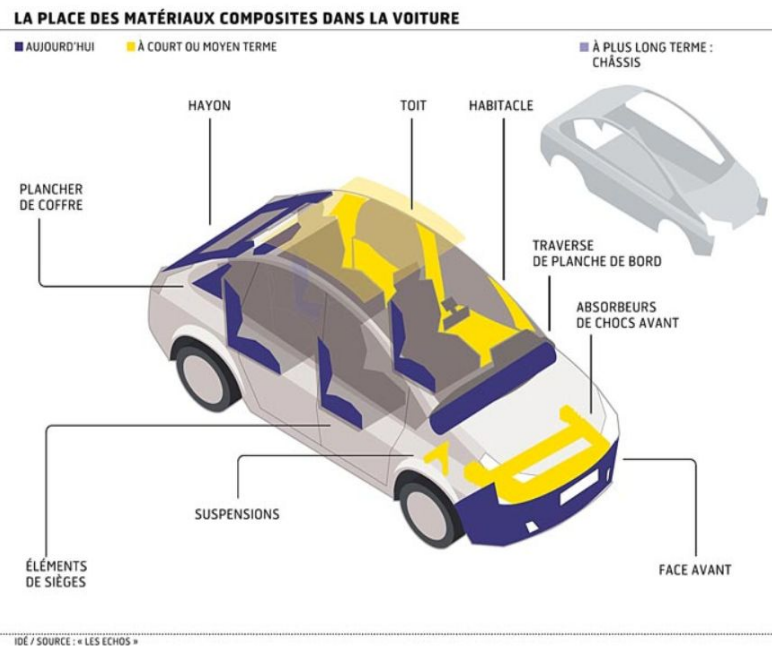 LA PLACE DES MATÉRIAUX COMPOSITES DANS LA VOITURE
AUJOURD'HUI
À COURT OU MOYEN TERME
À PLUS LONG TERME :
CHÂSSIS
HAYON
TOIT
HABITACLE
PLANCHER
DE COFFRE
TRAVERSE
DE PLANCHE DE BORD
ABSORBEURS
DE CHOCS AVANT
SUSPENSIONS
ÉLÉMENTS
DE SIÈGES
FACE AVANT
IDÉ / SOURCE : « LES ECHOS »